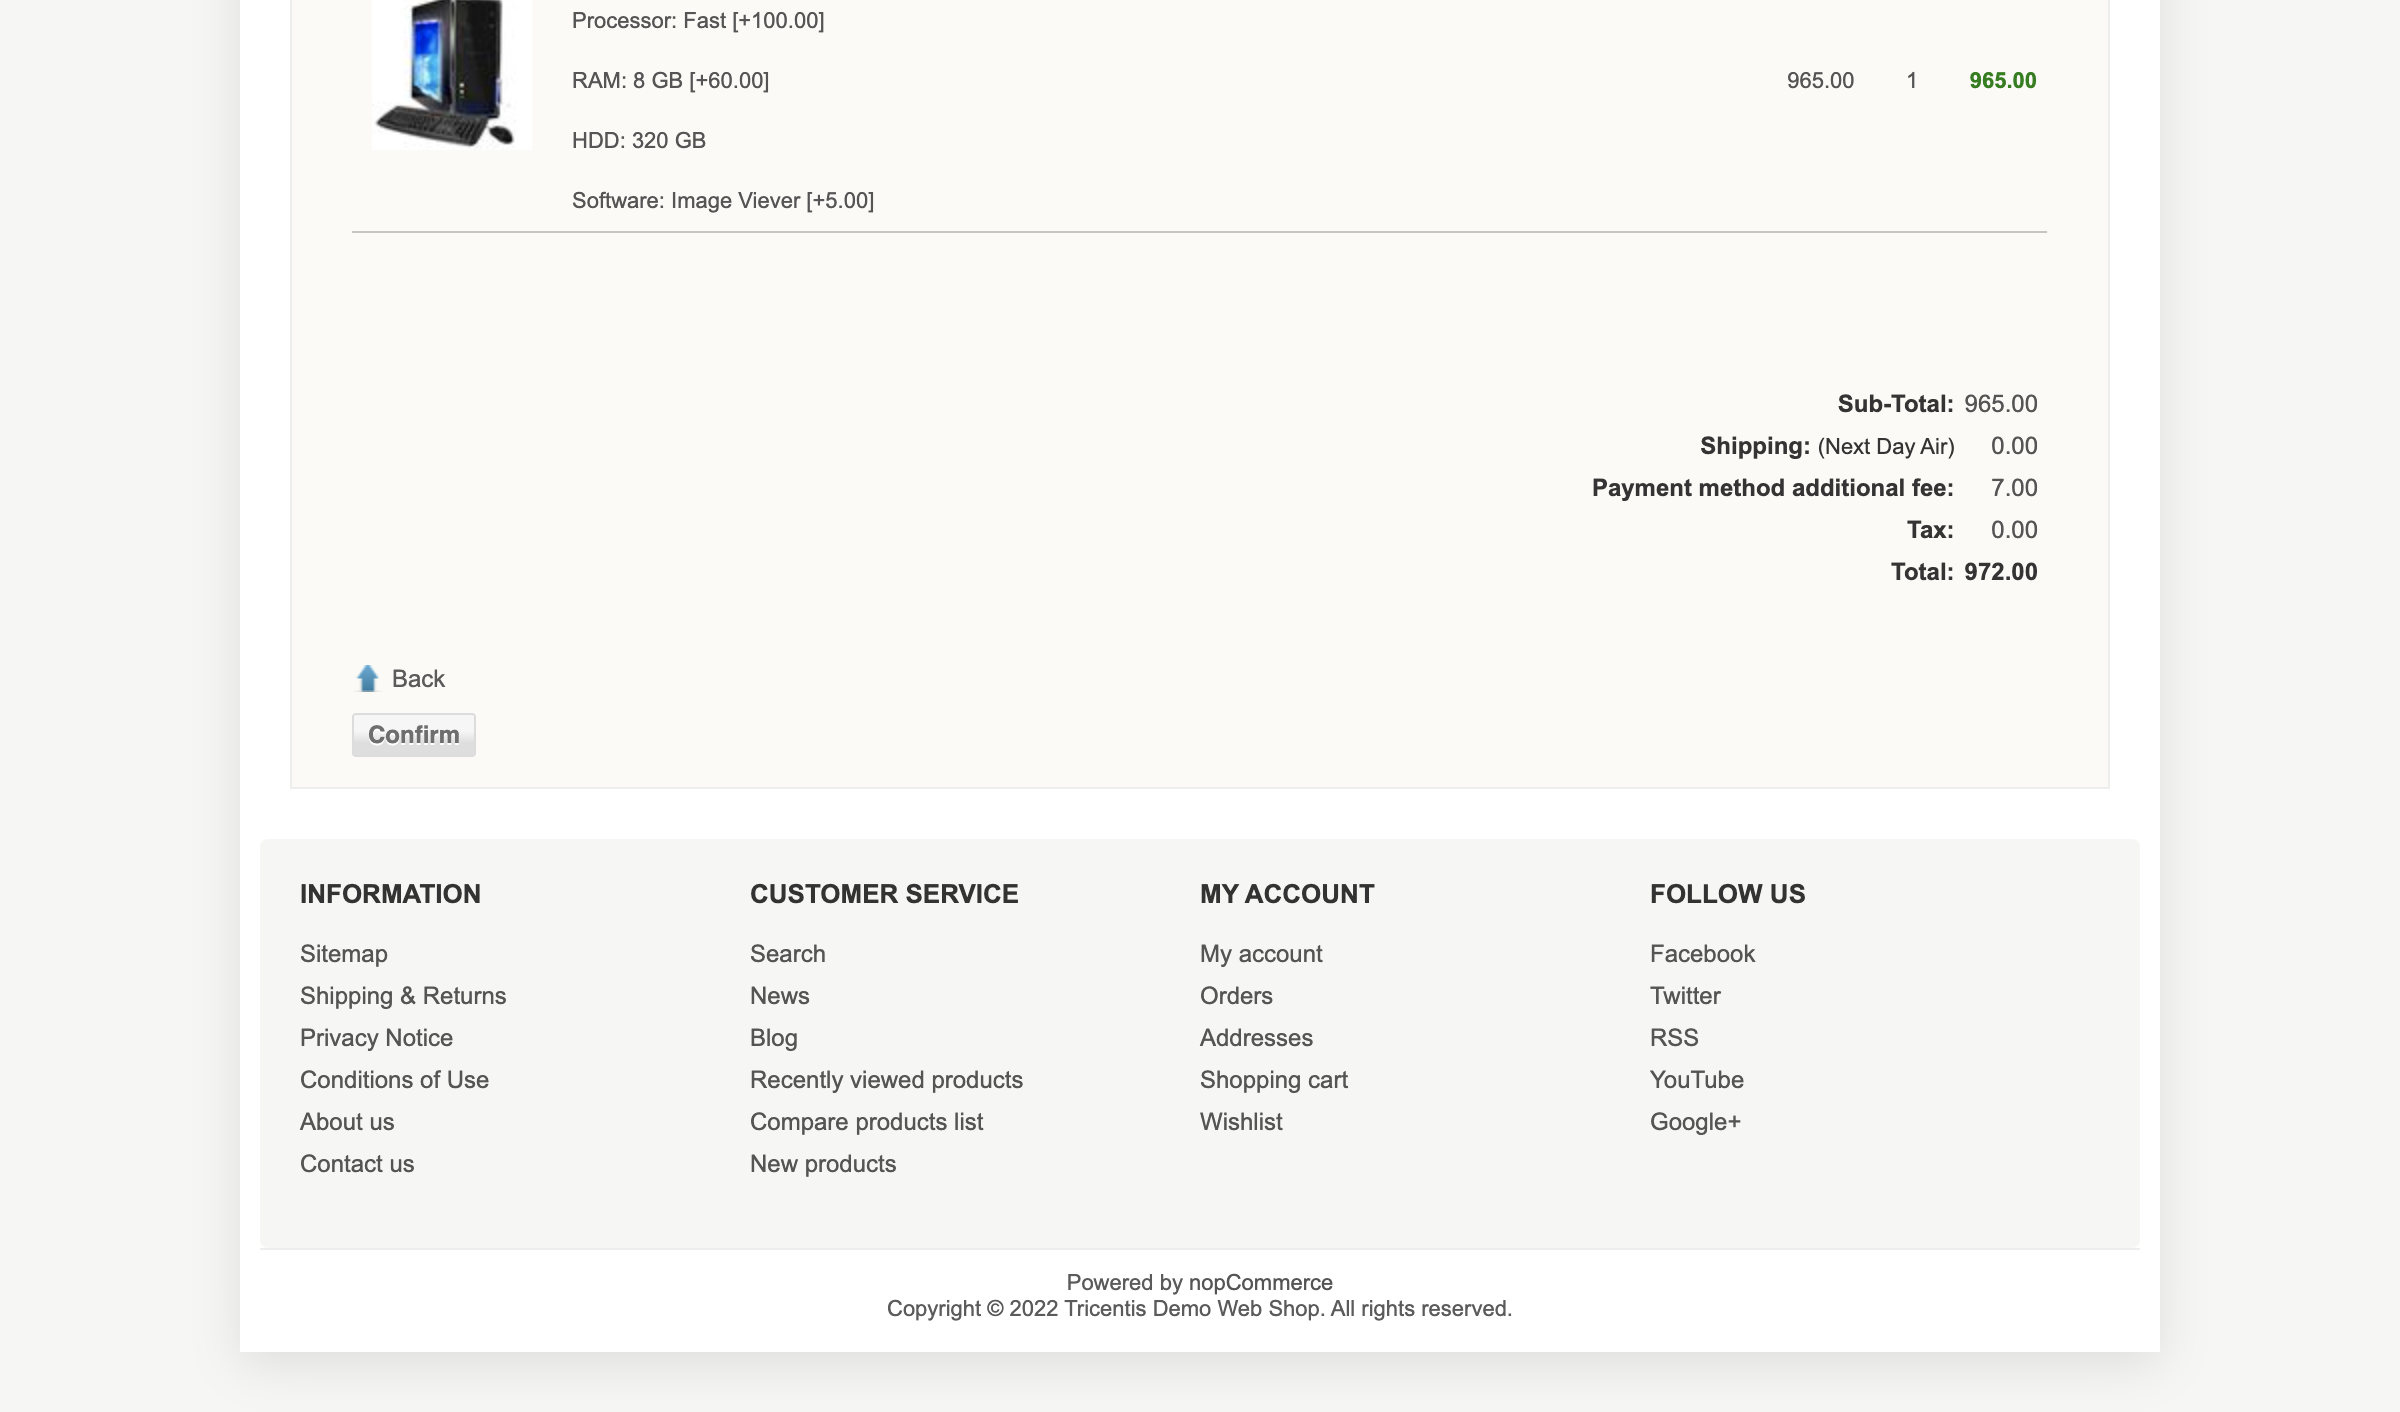 Processor: Fast [+100.00]
RAM: 8 GB [+60.00] 965.00 1 965.00
HDD: 320 GB
Software: Image Viever [+5.00]
Sub-Total: 965.00
Shipping: (Next Day Air) 0.00
Payment method additional fee: 7.00
Tax: 0.00
Total: 972.00
Back
Confirm
INFORMATION
Sitemap
Shipping & Returns
Privacy Notice
Conditions of Use
About us
Contact us
CUSTOMER SERVICE
Search
News
Blog
Recently viewed products
Compare products list
New products
MY ACCOUNT
My account
Orders
Addresses
Shopping cart
Wishlist
FOLLOW US
Facebook
Twitter
RSS
YouTube
Google+
Powered by nopCommerce
Copyright © 2022 Tricentis Demo Web Shop. All rights reserved.